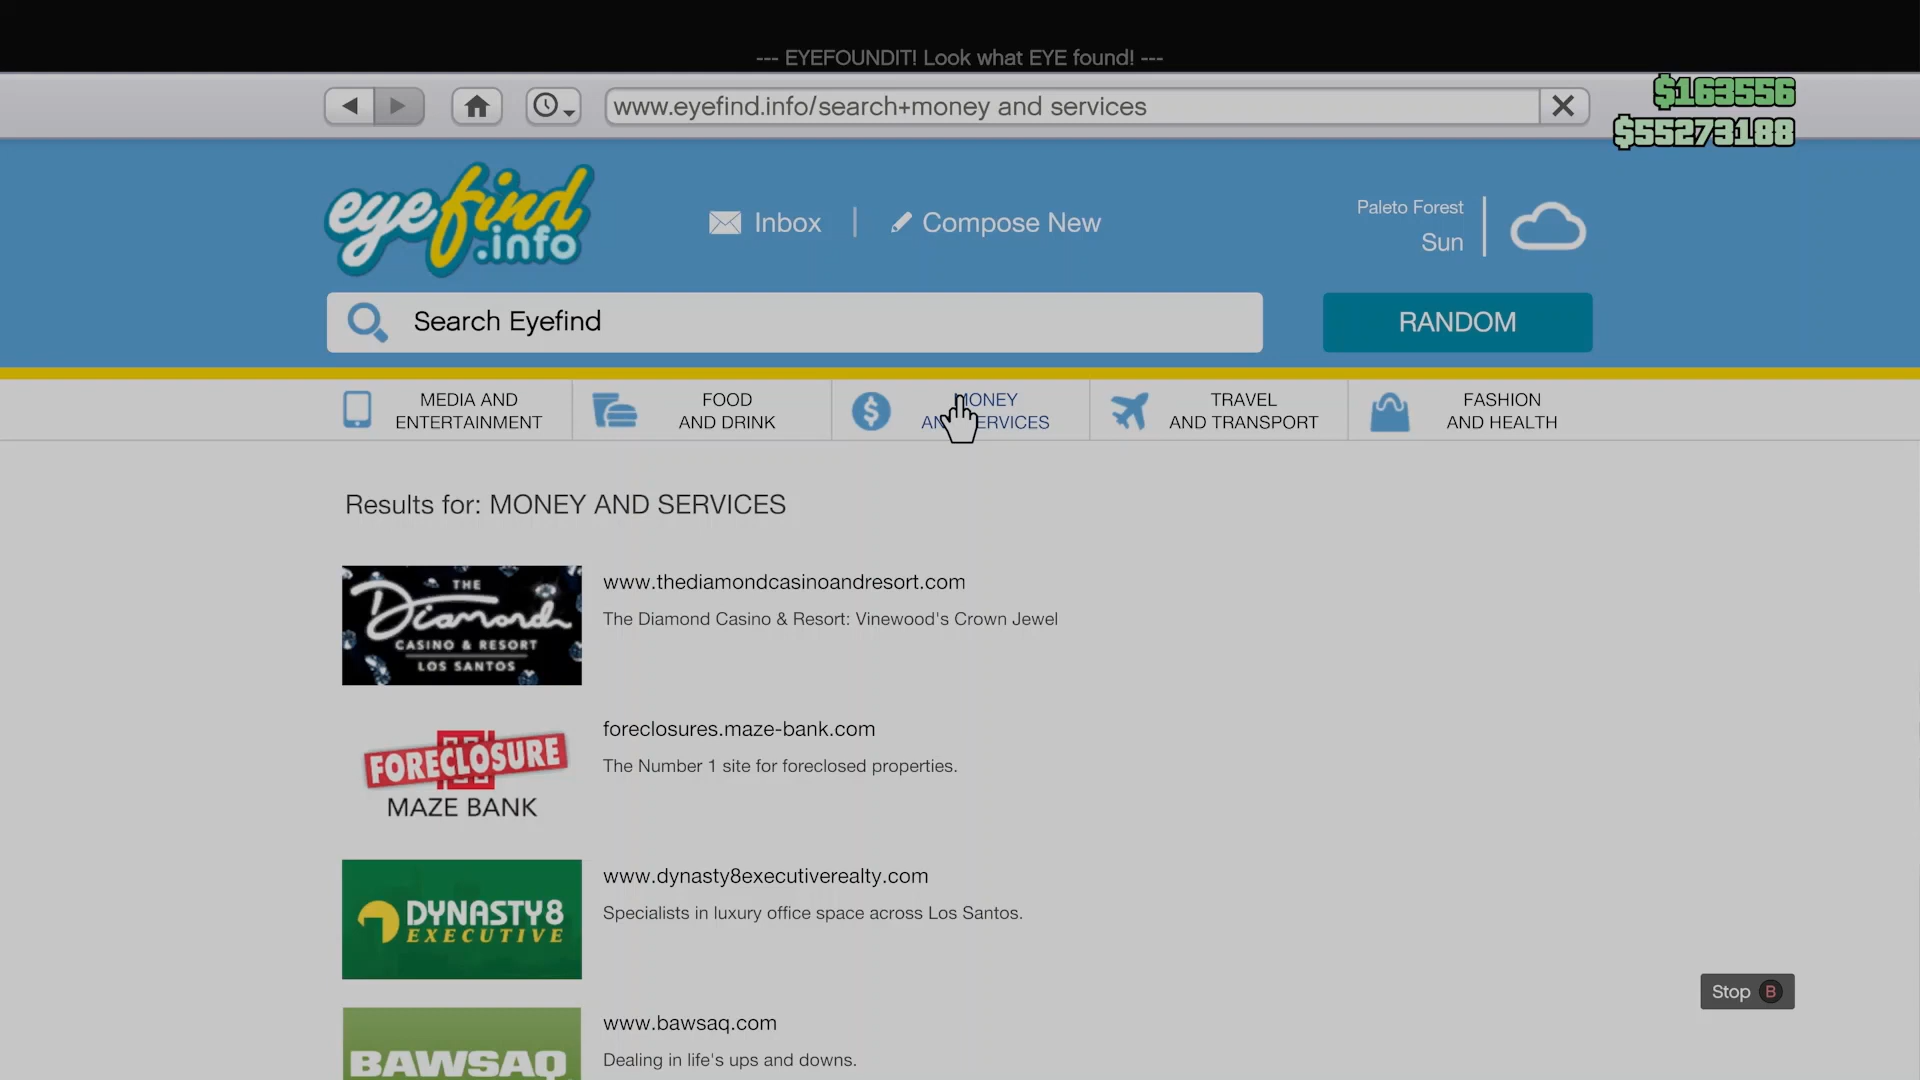 --- EYEFOUNDIT! Look what EYE found! ---
www.eyefind.info/search+money and services
$163556
$55273188
eyefind
.info
Inbox
Compose New
Paleto Forest
Sun
Search Eyefind
RANDOM
MEDIA AND
ENTERTAINMENT
FOOD
AND DRINK
MONEY
AND SERVICES
TRAVEL
AND TRANSPORT
FASHION
AND HEALTH
Results for: MONEY AND SERVICES
THE
Diamond
CASINO & RESORT
LOS SANTOS
www.thediamondcasinoandresort.com
The Diamond Casino & Resort: Vinewood's Crown Jewel
FORECLOSURE
MAZE BANK
foreclosures.maze-bank.com
The Number 1 site for foreclosed properties.
DYNASTY8
EXECUTIVE
www.dynasty8executiverealty.com
Specialists in luxury office space across Los Santos.
Stop B
BAWSAQ
www.bawsaq.com
Dealing in life's ups and downs.